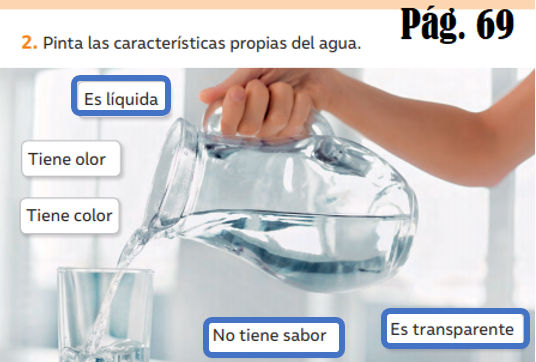 Pág. 69
2. Pinta las características propias del agua.
Es líquida
Tiene olor
Tiene color
No tiene sabor
Es transparente